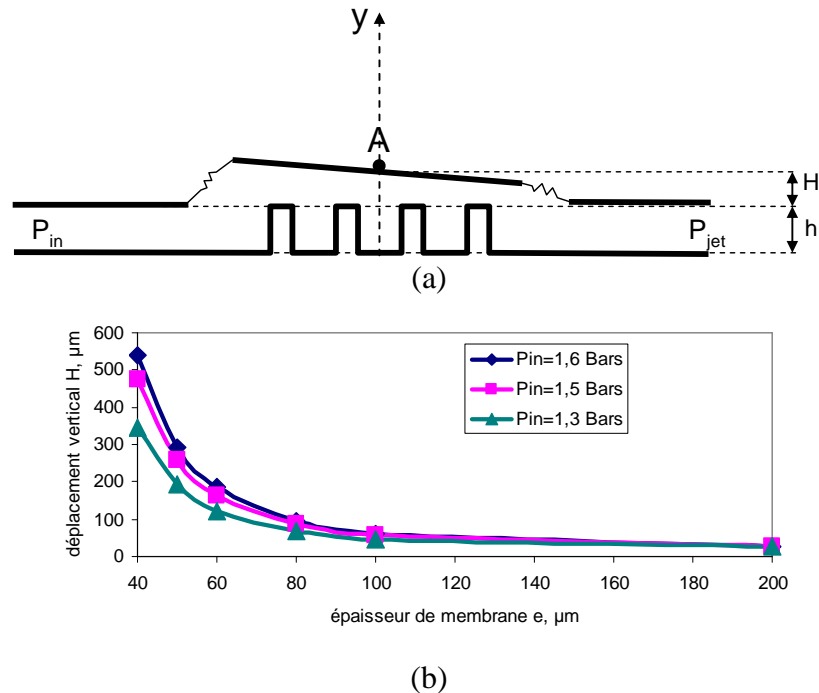 y
A
H
P_in
P_jet
h
(a)
600
500
400
300
200
100
0
déplacement vertical H, µm
Pin=1,6 Bars
Pin=1,5 Bars
Pin=1,3 Bars
40 60 80 100 120 140 160 180 200
épaisseur de membrane e, µm
(b)